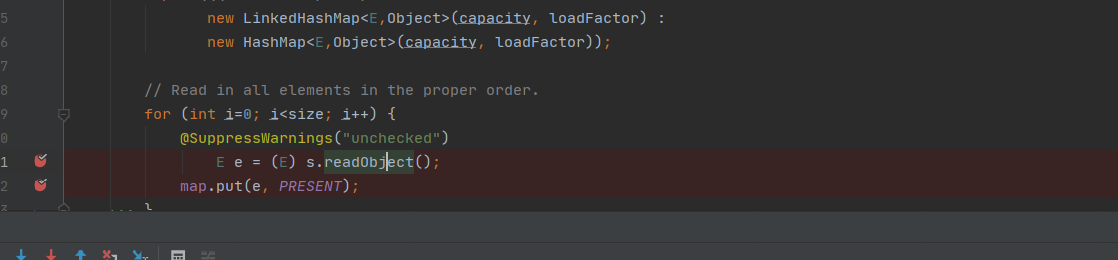 5 new LinkedHashMap<E,Object>(capacity, loadFactor) :
6 new HashMap<E,Object>(capacity, loadFactor));
7
8 // Read in all elements in the proper order.
9 for (int i=0; i<size; i++) {
0 @SuppressWarnings("unchecked")
1 E e = (E) s.readObject();
2 map.put(e, PRESENT);
3 }